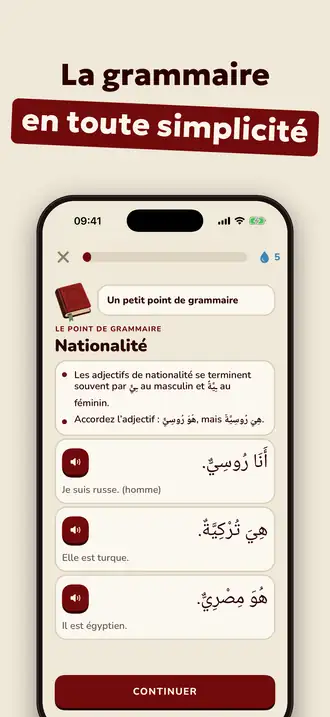 La grammaire
en toute simplicité
09:41
5
Un petit point de grammaire
LE POINT DE GRAMMAIRE
Nationalité
Les adjectifs de nationalité se terminent
souvent par يٌّ au masculin et يَّةٌ au
féminin.
Accordez l'adjectif : هُوَ رُوسِيٌّ, mais هِيَ رُوسِيَّةٌ.
أَنَا رُوسِيٌّ.
Je suis russe. (homme)
هِيَ تُرْكِيَّةٌ.
Elle est turque.
هُوَ مِصْرِيٌّ.
Il est égyptien.
CONTINUER